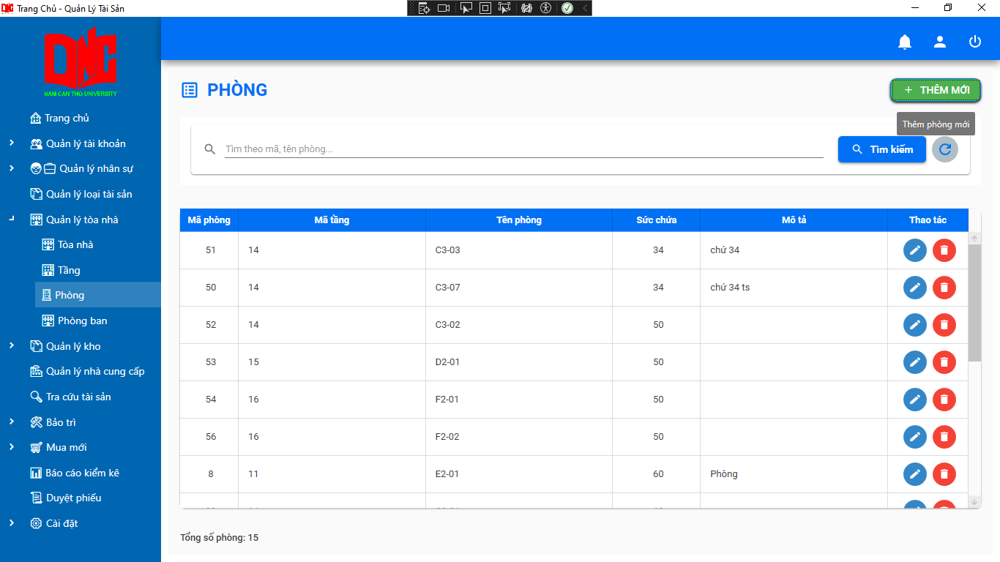 Trang Chủ - Quản Lý Tài Sản
DNC
NAM CAN THO UNIVERSITY
Trang chủ
Quản lý tài khoản
Quản lý nhân sự
Quản lý loại tài sản
Quản lý tòa nhà
Tòa nhà
Tầng
Phòng
Phòng ban
Quản lý kho
Quản lý nhà cung cấp
Tra cứu tài sản
Bảo trì
Mua mới
Báo cáo kiểm kê
Duyệt phiếu
Cài đặt
PHÒNG
+ THÊM MỚI
Thêm phòng mới
Tìm theo mã, tên phòng...
Tìm kiếm
Mã phòng Mã tầng Tên phòng Sức chứa Mô tả Thao tác
51 14 C3-03 34 chứ 34
50 14 C3-07 34 chứ 34 ts
52 14 C3-02 50
53 15 D2-01 50
54 16 F2-01 50
56 16 F2-02 50
8 11 E2-01 60 Phòng
Tổng số phòng: 15